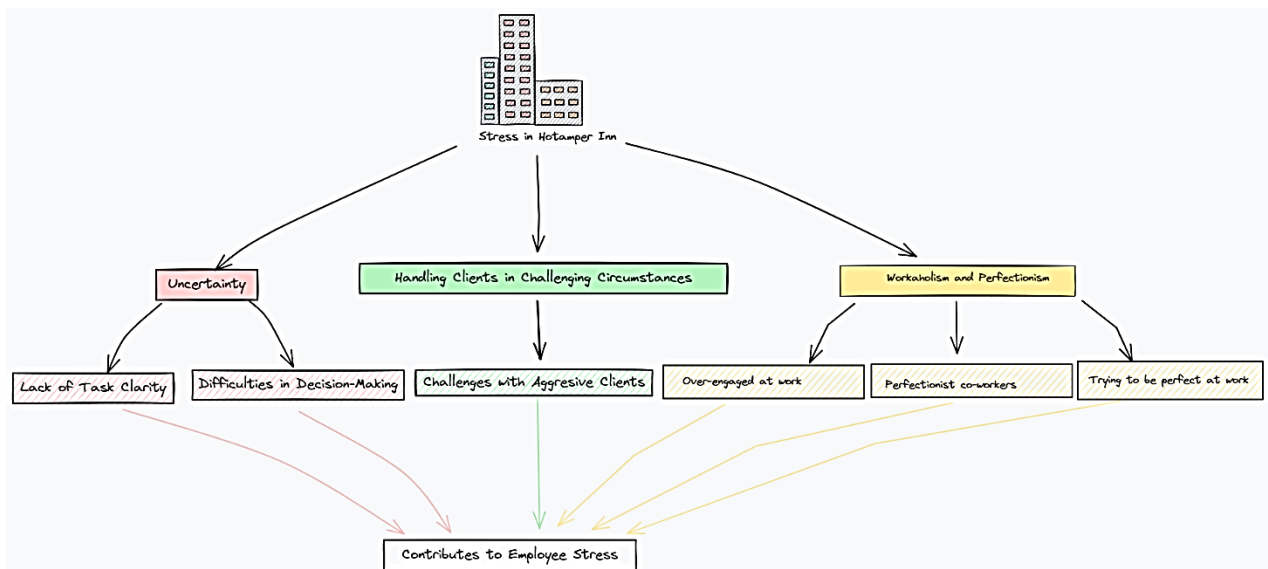 Stress in Hotamper Inn
Uncertainty
Handling Clients in Challenging Circumstances
Workaholism and Perfectionism
Lack of Task Clarity
Difficulties in Decision-Making
Challenges with Aggresive Clients
Over-engaged at work
Perfectionist co-workers
Trying to be perfect at work
Contributes to Employee Stress